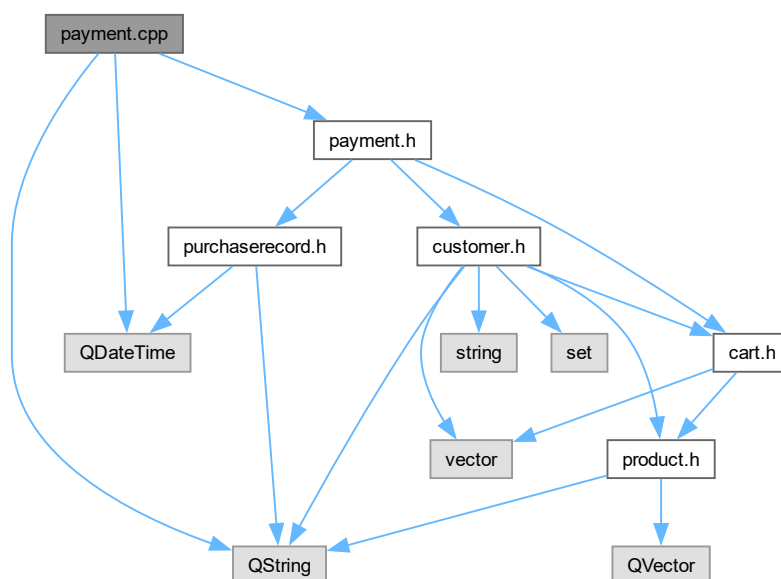 payment.cpp
payment.h
purchaserecord.h
customer.h
QDateTime
string
set
cart.h
vector
product.h
QString
QVector